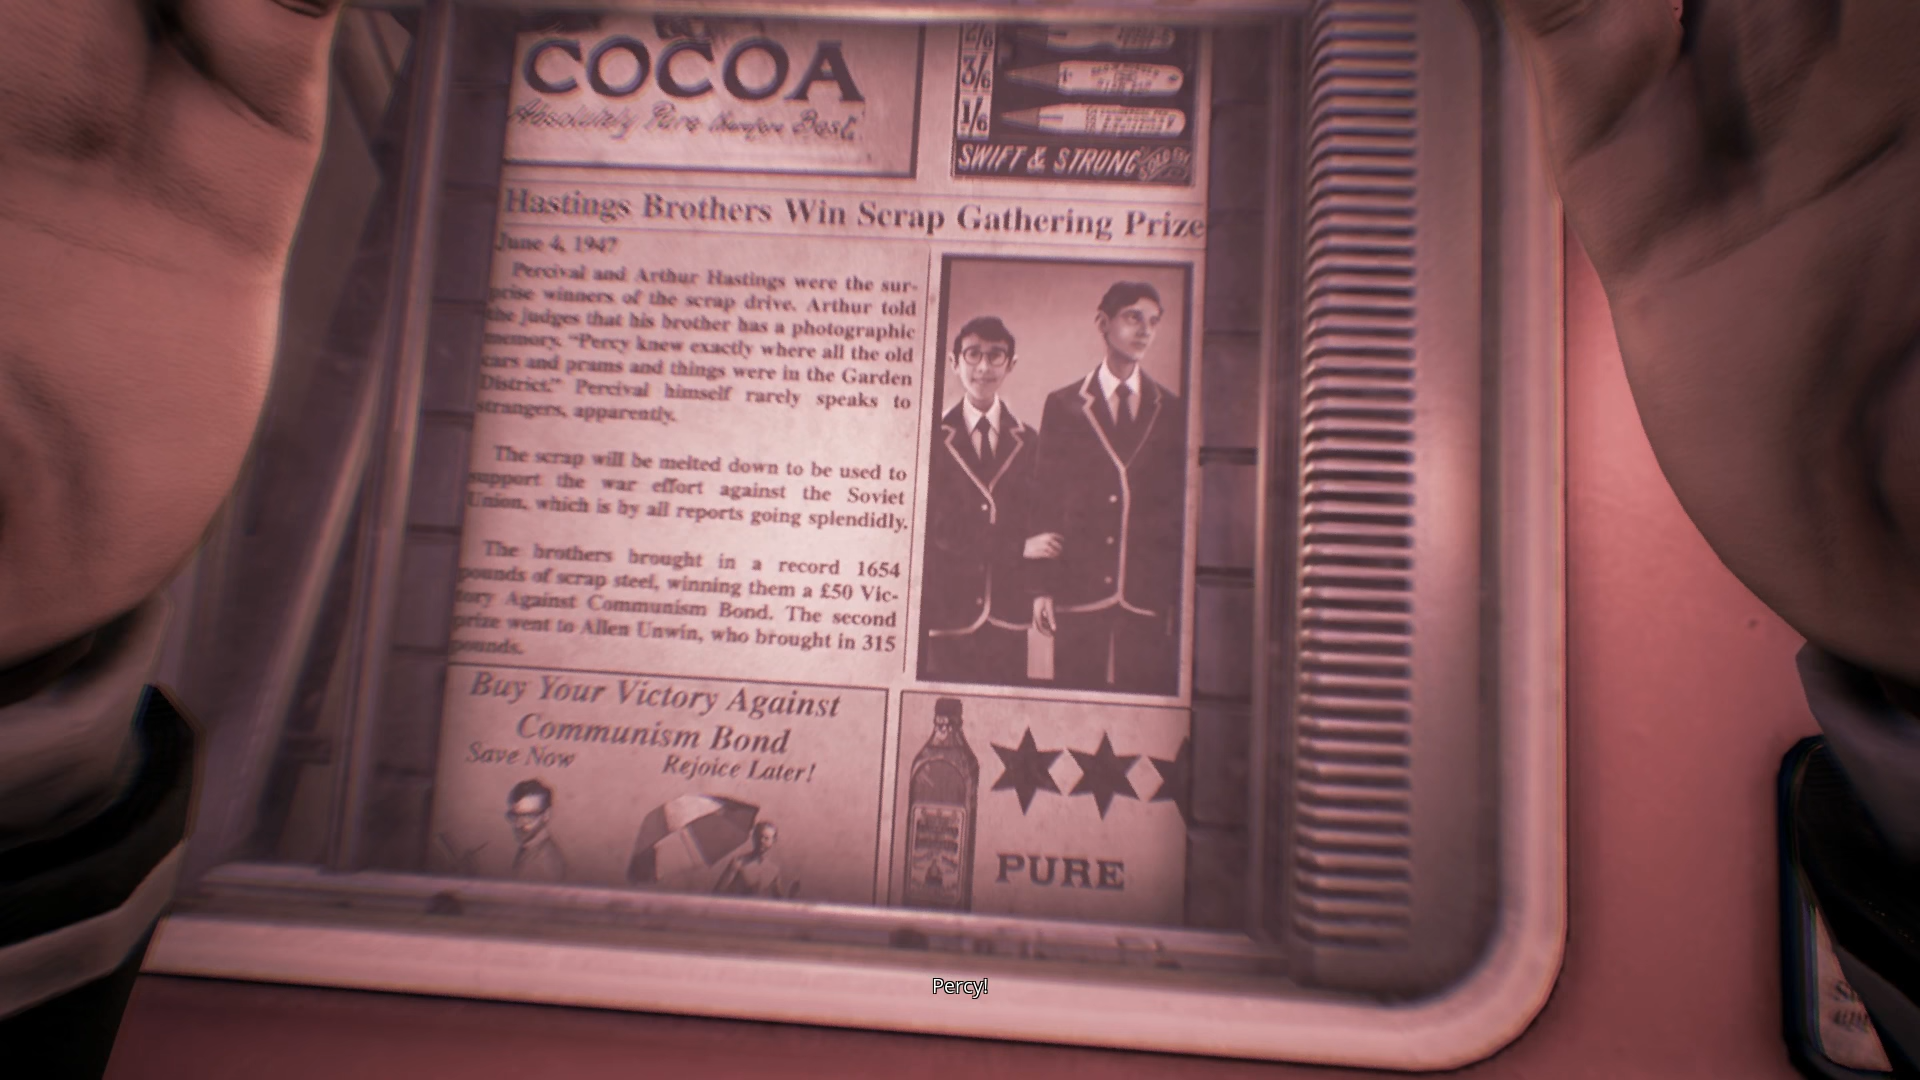 COCOA
Absolutely Pure therefore Best.
2/6
3/6
1/6
SWIFT & STRONG
Hastings Brothers Win Scrap Gathering Prize
June 4, 1947
Percival and Arthur Hastings were the sur-
prise winners of the scrap drive. Arthur told
the judges that his brother has a photographic
memory. “Percy knew exactly where all the old
cars and prams and things were in the Garden
District.” Percival himself rarely speaks to
strangers, apparently.
The scrap will be melted down to be used to
support the war effort against the Soviet
Union, which is by all reports going splendidly.
The brothers brought in a record 1654
pounds of scrap steel, winning them a £50 Vic-
tory Against Communism Bond. The second
prize went to Allen Unwin, who brought in 315
pounds.
Buy Your Victory Against
Communism Bond
Save Now
Rejoice Later!
PURE
Percy!